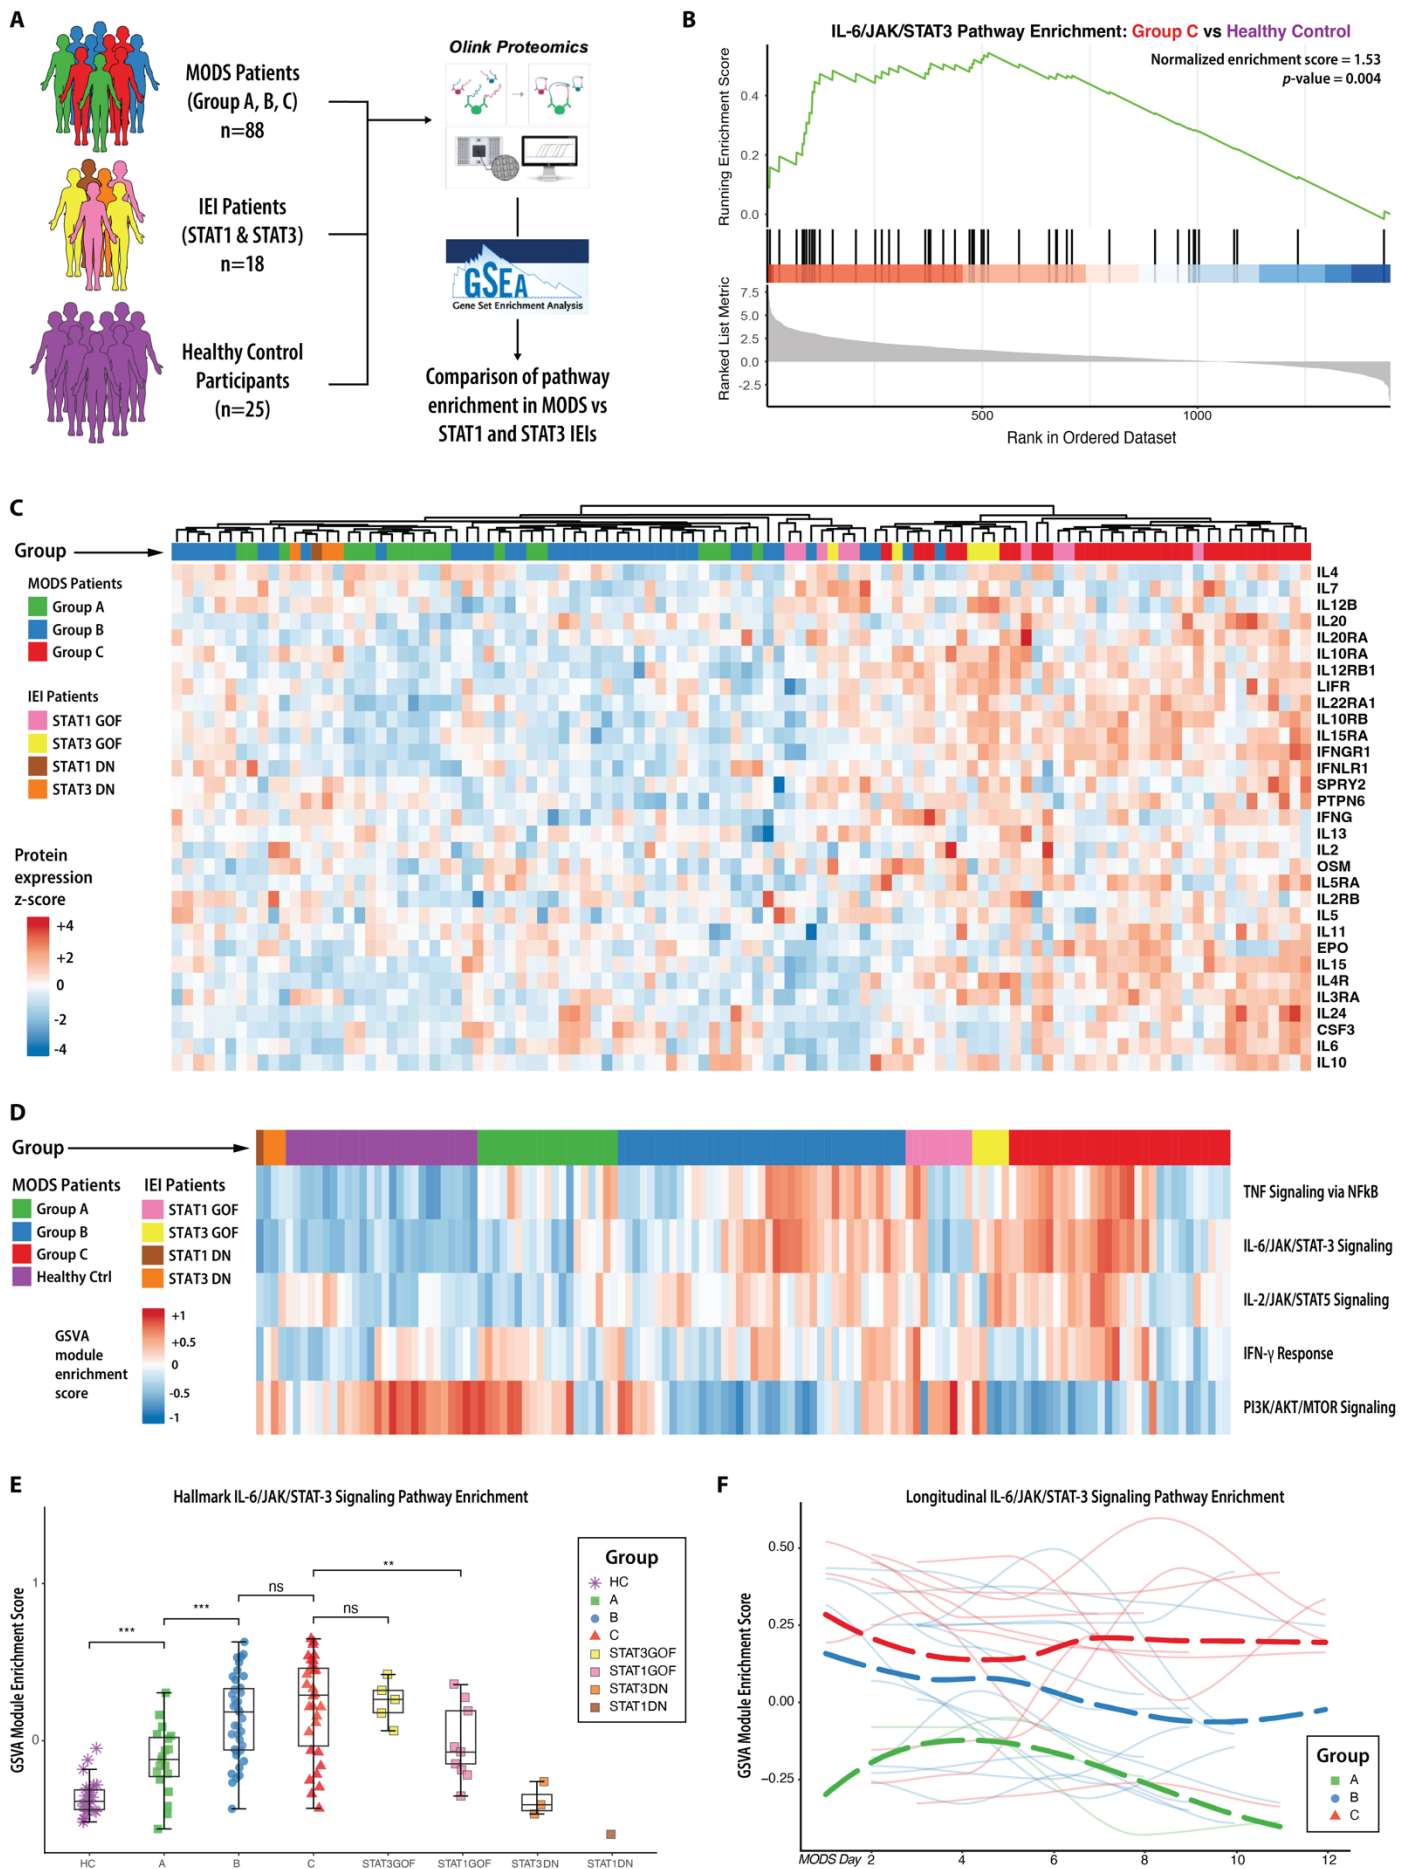 A
MODS Patients
(Group A, B, C)
n=88
IEI Patients
(STAT1 & STAT3)
n=18
Healthy Control
Participants
(n=25)
Olink Proteomics
GSEA
Gene Set Enrichment Analysis
Comparison of pathway
enrichment in MODS vs
STAT1 and STAT3 IEIs
B
IL-6/JAK/STAT3 Pathway Enrichment: Group C vs Healthy Control
Normalized enrichment score = 1.53
p-value = 0.004
Running Enrichment Score
0.4
0.2
0.0
Ranked List Metric
7.5
5.0
2.5
0.0
-2.5
500
1000
Rank in Ordered Dataset
C
Group
MODS Patients
Group A
Group B
Group C
IEI Patients
STAT1 GOF
STAT3 GOF
STAT1 DN
STAT3 DN
Protein
expression
z-score
+4
+2
0
-2
-4
IL4
IL7
IL12B
IL20
IL20RA
IL10RA
IL12RB1
LIFR
IL22RA1
IL10RB
IL15RA
IFNGR1
IFNLR1
SPRY2
PTPN6
IFNG
IL13
IL2
OSM
IL5RA
IL2RB
IL5
IL11
EPO
IL15
IL4R
IL3RA
IL24
CSF3
IL6
IL10
D
Group
MODS Patients
Group A
Group B
Group C
Healthy Ctrl
IEI Patients
STAT1 GOF
STAT3 GOF
STAT1 DN
STAT3 DN
GSVA
module
enrichment
score
+1
+0.5
0
-0.5
-1
TNF Signaling via NFkB
IL-6/JAK/STAT-3 Signaling
IL-2/JAK/STAT5 Signaling
IFN-γ Response
PI3K/AKT/MTOR Signaling
E
Hallmark IL-6/JAK/STAT-3 Signaling Pathway Enrichment
GSVA Module Enrichment Score
1
0
***
***
ns
ns
**
HC
A
B
C
STAT3GOF
STAT1GOF
STAT3DN
STAT1DN
Group
HC
A
B
C
STAT3GOF
STAT1GOF
STAT3DN
STAT1DN
F
Longitudinal IL-6/JAK/STAT-3 Signaling Pathway Enrichment
GSVA Module Enrichment Score
0.50
0.25
0.00
−0.25
MODS Day
2
4
6
8
10
12
Group
A
B
C